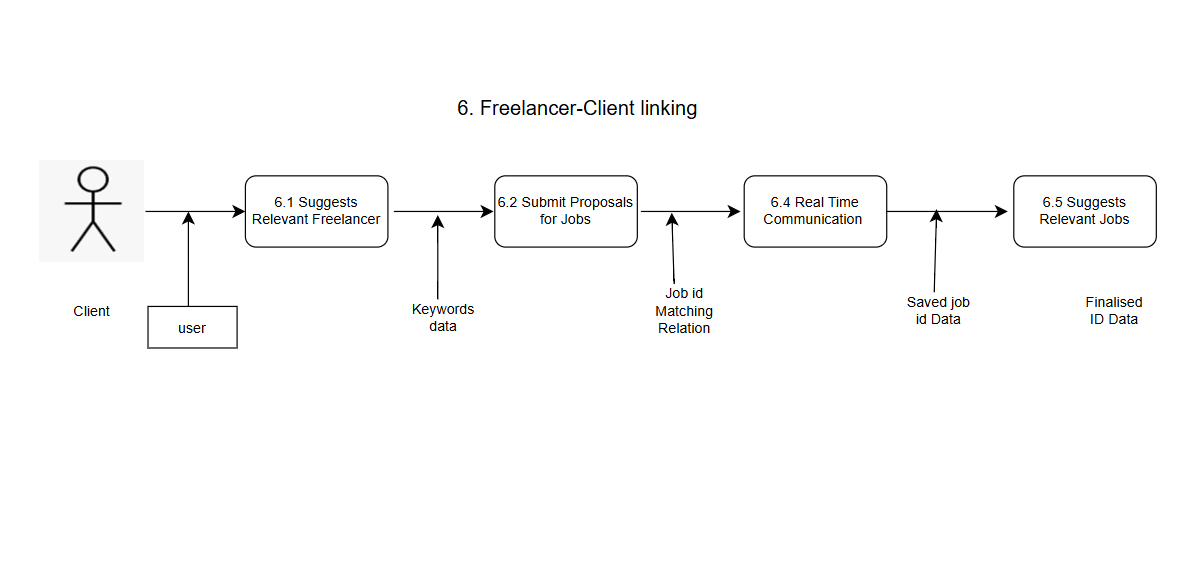 6. Freelancer-Client linking
6.1 Suggests
Relevant Freelancer
6.2 Submit Proposals
for Jobs
6.4 Real Time
Communication
6.5 Suggests
Relevant Jobs
Client
user
Keywords
data
Job id
Matching
Relation
Saved job
id Data
Finalised
ID Data